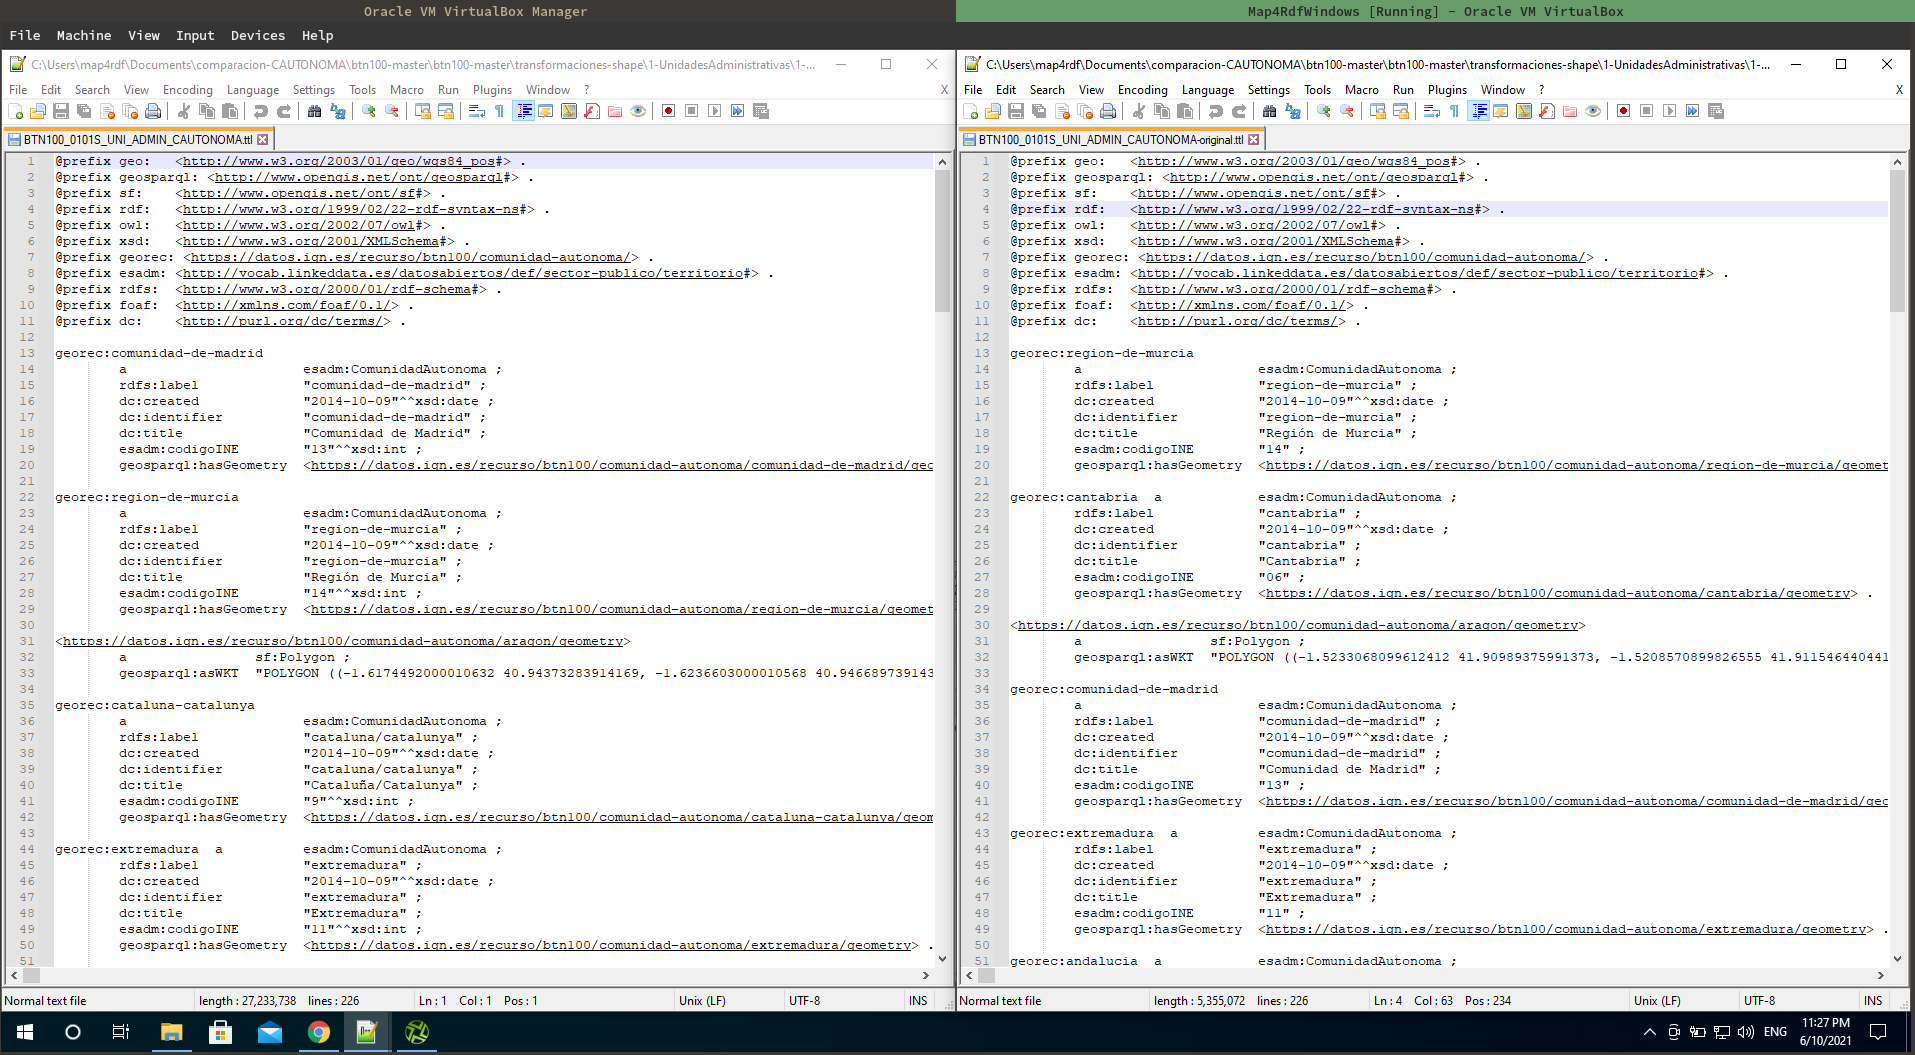 Oracle VM VirtualBox Manager
Map4RdfWindows [Running] - Oracle VM VirtualBox
File Machine View Input Devices Help
C:\Users\map4rdf\Documents\comparacion-CAUTONOMA\btn100-master\btn100-master\transformaciones-shape\1-UnidadesAdministrativas\1-...
File Edit Search View Encoding Language Settings Tools Macro Run Plugins Window ? X
BTN100_0101S_UNI_ADMIN_CAUTONOMA.ttl
1 @prefix geo: <http://www.w3.org/2003/01/geo/wgs84_pos#> .
2 @prefix geosparql: <http://www.opengis.net/ont/geosparql#> .
3 @prefix sf: <http://www.opengis.net/ont/sf#> .
4 @prefix rdf: <http://www.w3.org/1999/02/22-rdf-syntax-ns#> .
5 @prefix owl: <http://www.w3.org/2002/07/owl#> .
6 @prefix xsd: <http://www.w3.org/2001/XMLSchema#> .
7 @prefix georec: <https://datos.ign.es/recurso/btn100/comunidad-autonoma/> .
8 @prefix esadm: <http://vocab.linkeddata.es/datosabiertos/def/sector-publico/territorio#> .
9 @prefix rdfs: <http://www.w3.org/2000/01/rdf-schema#> .
10 @prefix foaf: <http://xmlns.com/foaf/0.1/> .
11 @prefix dc: <http://purl.org/dc/terms/> .
12
13 georec:comunidad-de-madrid
14 a esadm:ComunidadAutonoma ;
15 rdfs:label "comunidad-de-madrid" ;
16 dc:created "2014-10-09"^^xsd:date ;
17 dc:identifier "comunidad-de-madrid" ;
18 dc:title "Comunidad de Madrid" ;
19 esadm:codigoINE "13"^^xsd:int ;
20 geosparql:hasGeometry <https://datos.ign.es/recurso/btn100/comunidad-autonoma/comunidad-de-madrid/geo
21
22 georec:region-de-murcia
23 a esadm:ComunidadAutonoma ;
24 rdfs:label "region-de-murcia" ;
25 dc:created "2014-10-09"^^xsd:date ;
26 dc:identifier "region-de-murcia" ;
27 dc:title "Región de Murcia" ;
28 esadm:codigoINE "14"^^xsd:int ;
29 geosparql:hasGeometry <https://datos.ign.es/recurso/btn100/comunidad-autonoma/region-de-murcia/geomet
30
31 <https://datos.ign.es/recurso/btn100/comunidad-autonoma/aragon/geometry>
32 a sf:Polygon ;
33 geosparql:asWKT "POLYGON ((-1.6174492000010632 40.94373283914169, -1.6236603000010568 40.946689739143
34
35 georec:cataluna-catalunya
36 a esadm:ComunidadAutonoma ;
37 rdfs:label "cataluna/catalunya" ;
38 dc:created "2014-10-09"^^xsd:date ;
39 dc:identifier "cataluna/catalunya" ;
40 dc:title "Cataluña/Catalunya" ;
41 esadm:codigoINE "9"^^xsd:int ;
42 geosparql:hasGeometry <https://datos.ign.es/recurso/btn100/comunidad-autonoma/cataluna-catalunya/geom
43
44 georec:extremadura a esadm:ComunidadAutonoma ;
45 rdfs:label "extremadura" ;
46 dc:created "2014-10-09"^^xsd:date ;
47 dc:identifier "extremadura" ;
48 dc:title "Extremadura" ;
49 esadm:codigoINE "11"^^xsd:int ;
50 geosparql:hasGeometry <https://datos.ign.es/recurso/btn100/comunidad-autonoma/extremadura/geometry> .
51
Normal text file length : 27,233,738 lines : 226 Ln : 1 Col : 1 Pos : 1 Unix (LF) UTF-8 INS
C:\Users\map4rdf\Documents\comparacion-CAUTONOMA\btn100-master\btn100-master\transformaciones-shape\1-UnidadesAdministrativas\1-...
File Edit Search View Encoding Language Settings Tools Macro Run Plugins Window ? X
BTN100_0101S_UNI_ADMIN_CAUTONOMA-original.ttl
1 @prefix geo: <http://www.w3.org/2003/01/geo/wgs84_pos#> .
2 @prefix geosparql: <http://www.opengis.net/ont/geosparql#> .
3 @prefix sf: <http://www.opengis.net/ont/sf#> .
4 @prefix rdf: <http://www.w3.org/1999/02/22-rdf-syntax-ns#> .
5 @prefix owl: <http://www.w3.org/2002/07/owl#> .
6 @prefix xsd: <http://www.w3.org/2001/XMLSchema#> .
7 @prefix georec: <https://datos.ign.es/recurso/btn100/comunidad-autonoma/> .
8 @prefix esadm: <http://vocab.linkeddata.es/datosabiertos/def/sector-publico/territorio#> .
9 @prefix rdfs: <http://www.w3.org/2000/01/rdf-schema#> .
10 @prefix foaf: <http://xmlns.com/foaf/0.1/> .
11 @prefix dc: <http://purl.org/dc/terms/> .
12
13 georec:region-de-murcia
14 a esadm:ComunidadAutonoma ;
15 rdfs:label "region-de-murcia" ;
16 dc:created "2014-10-09"^^xsd:date ;
17 dc:identifier "region-de-murcia" ;
18 dc:title "Región de Murcia" ;
19 esadm:codigoINE "14" ;
20 geosparql:hasGeometry <https://datos.ign.es/recurso/btn100/comunidad-autonoma/region-de-murcia/geomet
21
22 georec:cantabria a esadm:ComunidadAutonoma ;
23 rdfs:label "cantabria" ;
24 dc:created "2014-10-09"^^xsd:date ;
25 dc:identifier "cantabria" ;
26 dc:title "Cantabria" ;
27 esadm:codigoINE "06" ;
28 geosparql:hasGeometry <https://datos.ign.es/recurso/btn100/comunidad-autonoma/cantabria/geometry> .
29
30 <https://datos.ign.es/recurso/btn100/comunidad-autonoma/aragon/geometry>
31 a sf:Polygon ;
32 geosparql:asWKT "POLYGON ((-1.5233068099612412 41.90989375991373, -1.5208570899826555 41.911546440441
33
34 georec:comunidad-de-madrid
35 a esadm:ComunidadAutonoma ;
36 rdfs:label "comunidad-de-madrid" ;
37 dc:created "2014-10-09"^^xsd:date ;
38 dc:identifier "comunidad-de-madrid" ;
39 dc:title "Comunidad de Madrid" ;
40 esadm:codigoINE "13" ;
41 geosparql:hasGeometry <https://datos.ign.es/recurso/btn100/comunidad-autonoma/comunidad-de-madrid/geo
42
43 georec:extremadura a esadm:ComunidadAutonoma ;
44 rdfs:label "extremadura" ;
45 dc:created "2014-10-09"^^xsd:date ;
46 dc:identifier "extremadura" ;
47 dc:title "Extremadura" ;
48 esadm:codigoINE "11" ;
49 geosparql:hasGeometry <https://datos.ign.es/recurso/btn100/comunidad-autonoma/extremadura/geometry> .
50
51 georec:andalucia a esadm:ComunidadAutonoma ;
Normal text file length : 5,355,072 lines : 226 Ln : 4 Col : 63 Pos : 234 Unix (LF) UTF-8 INS
ENG 11:27 PM
6/10/2021